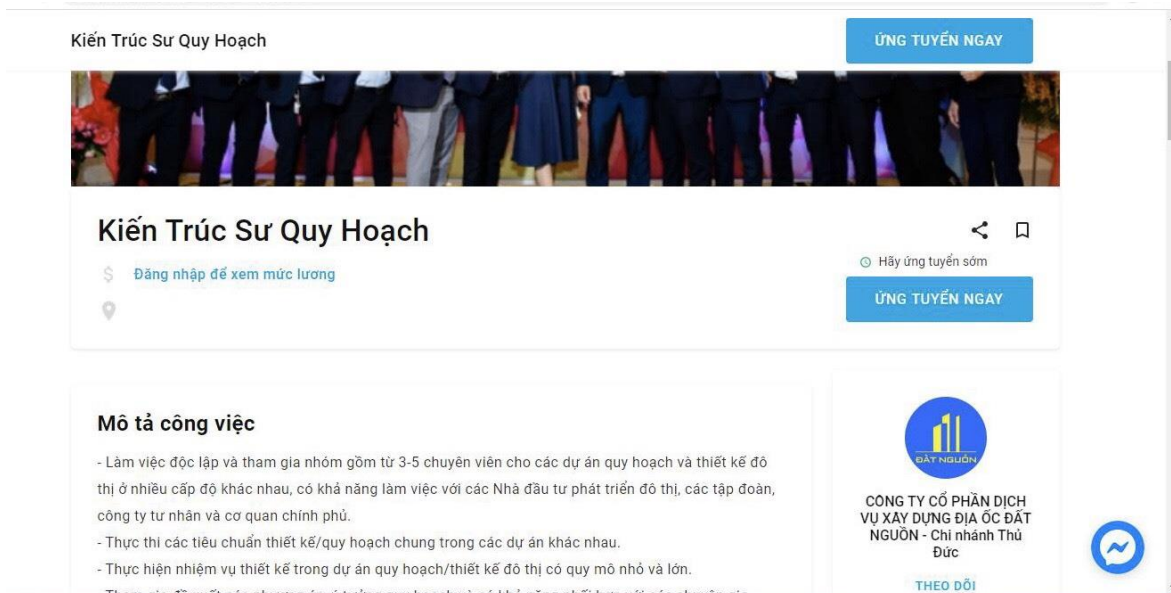 Kiến Trúc Sư Quy Hoạch
ỨNG TUYỂN NGAY
Kiến Trúc Sư Quy Hoạch
Đăng nhập để xem mức lương
Hãy ứng tuyển sớm
ỨNG TUYỂN NGAY
Mô tả công việc
- Làm việc độc lập và tham gia nhóm gồm từ 3-5 chuyên viên cho các dự án quy hoạch và thiết kế đô
thị ở nhiều cấp độ khác nhau, có khả năng làm việc với các Nhà đầu tư phát triển đô thị, các tập đoàn,
công ty tư nhân và cơ quan chính phủ.
- Thực thi các tiêu chuẩn thiết kế/quy hoạch chung trong các dự án khác nhau.
- Thực hiện nhiệm vụ thiết kế trong dự án quy hoạch/thiết kế đô thị có quy mô nhỏ và lớn.
ĐẤT NGUỒN
CÔNG TY CỔ PHẦN DỊCH
VỤ XÂY DỰNG ĐỊA ỐC ĐẤT
NGUỒN - Chi nhánh Thủ
Đức
THEO DÕI